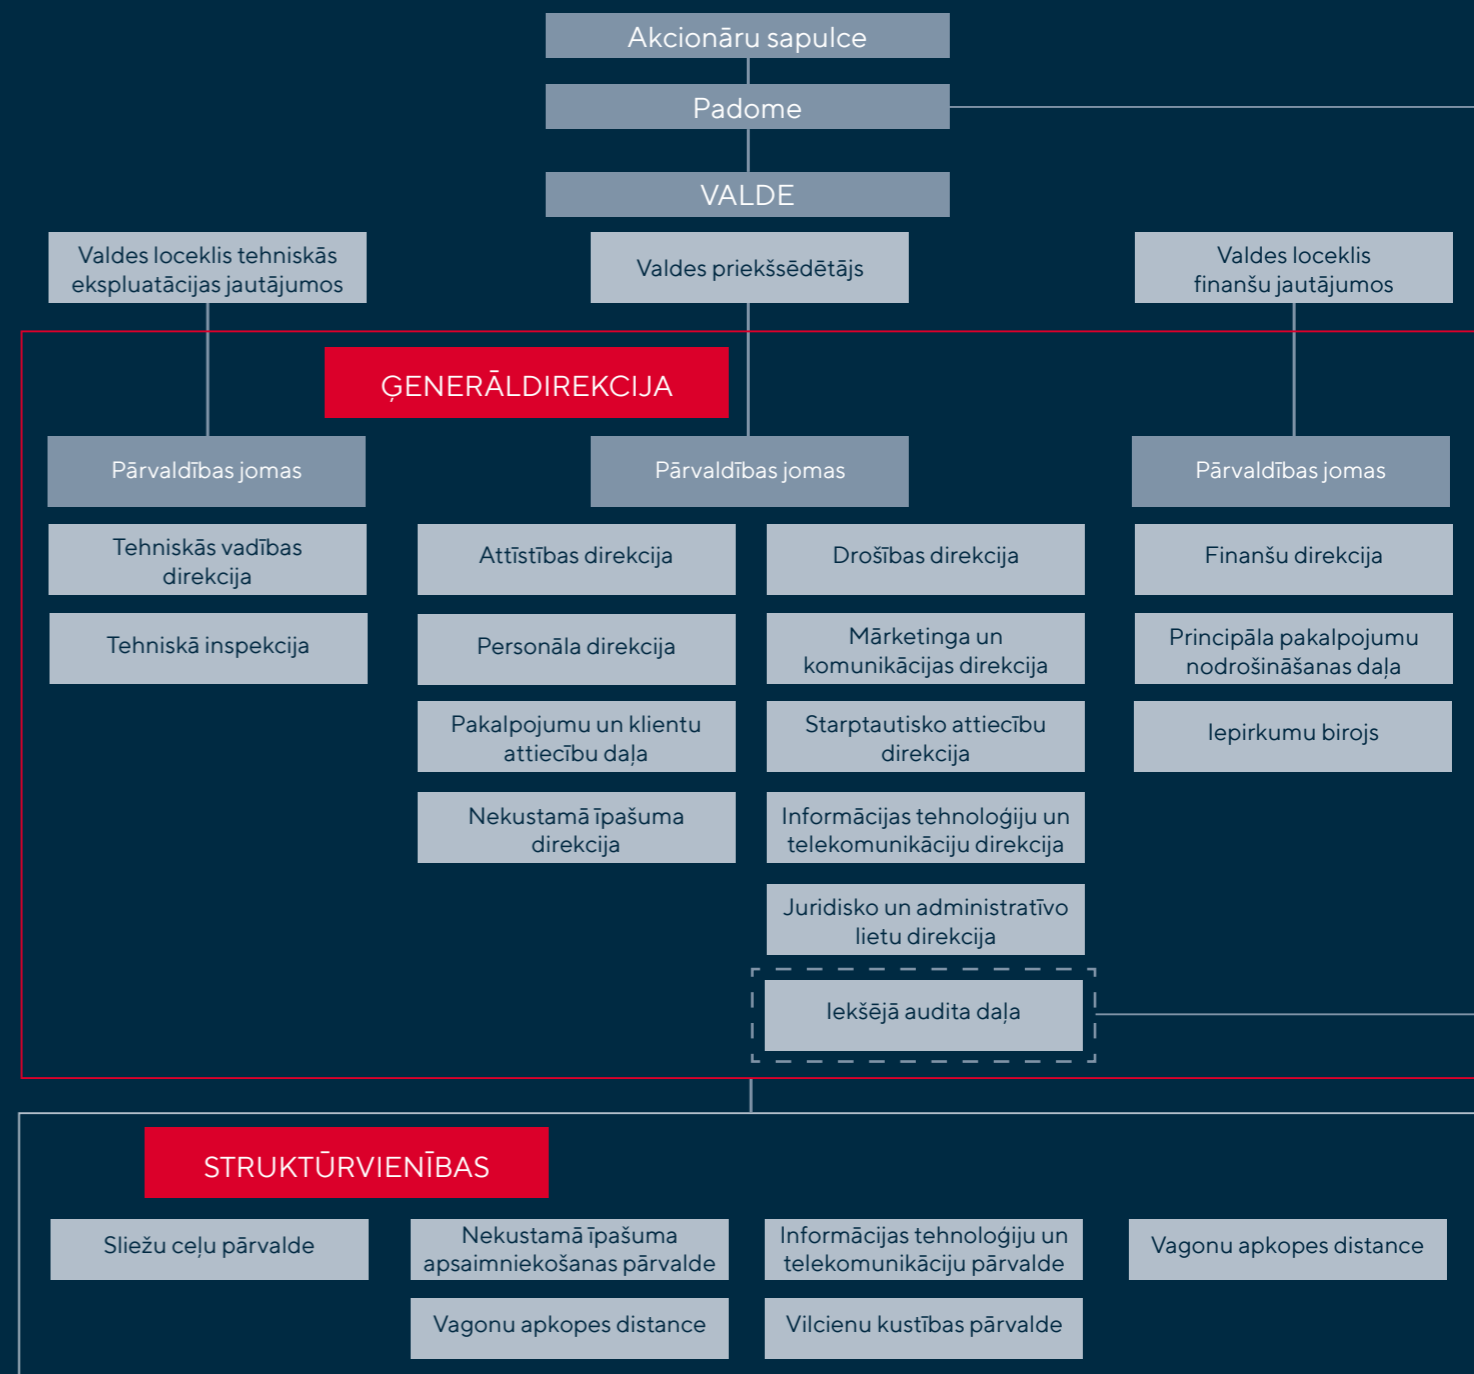 Akcionāru sapulce
Padome
VALDE
Valdes loceklis tehniskās
ekspluatācijas jautājumos
Valdes priekšsēdētājs
Valdes loceklis
finanšu jautājumos
ĢENERĀLDIREKCIJA
Pārvaldības jomas
Pārvaldības jomas
Pārvaldības jomas
Tehniskās vadības
direkcija
Attīstības direkcija
Drošības direkcija
Finanšu direkcija
Tehniskā inspekcija
Personāla direkcija
Mārketinga un
komunikācijas direkcija
Principāla pakalpojumu
nodrošināšanas daļa
Pakalpojumu un klientu
attiecību daļa
Starptautisko attiecību
direkcija
Iepirkumu birojs
Nekustamā īpašuma
direkcija
Informācijas tehnoloģiju un
telekomunikāciju direkcija
Juridisko un administratīvo
lietu direkcija
Iekšējā audita daļa
STRUKTŪRVIENĪBAS
Sliežu ceļu pārvalde
Nekustamā īpašuma
apsaimniekošanas pārvalde
Informācijas tehnoloģiju un
telekomunikāciju pārvalde
Vagonu apkopes distance
Vagonu apkopes distance
Vilcienu kustības pārvalde